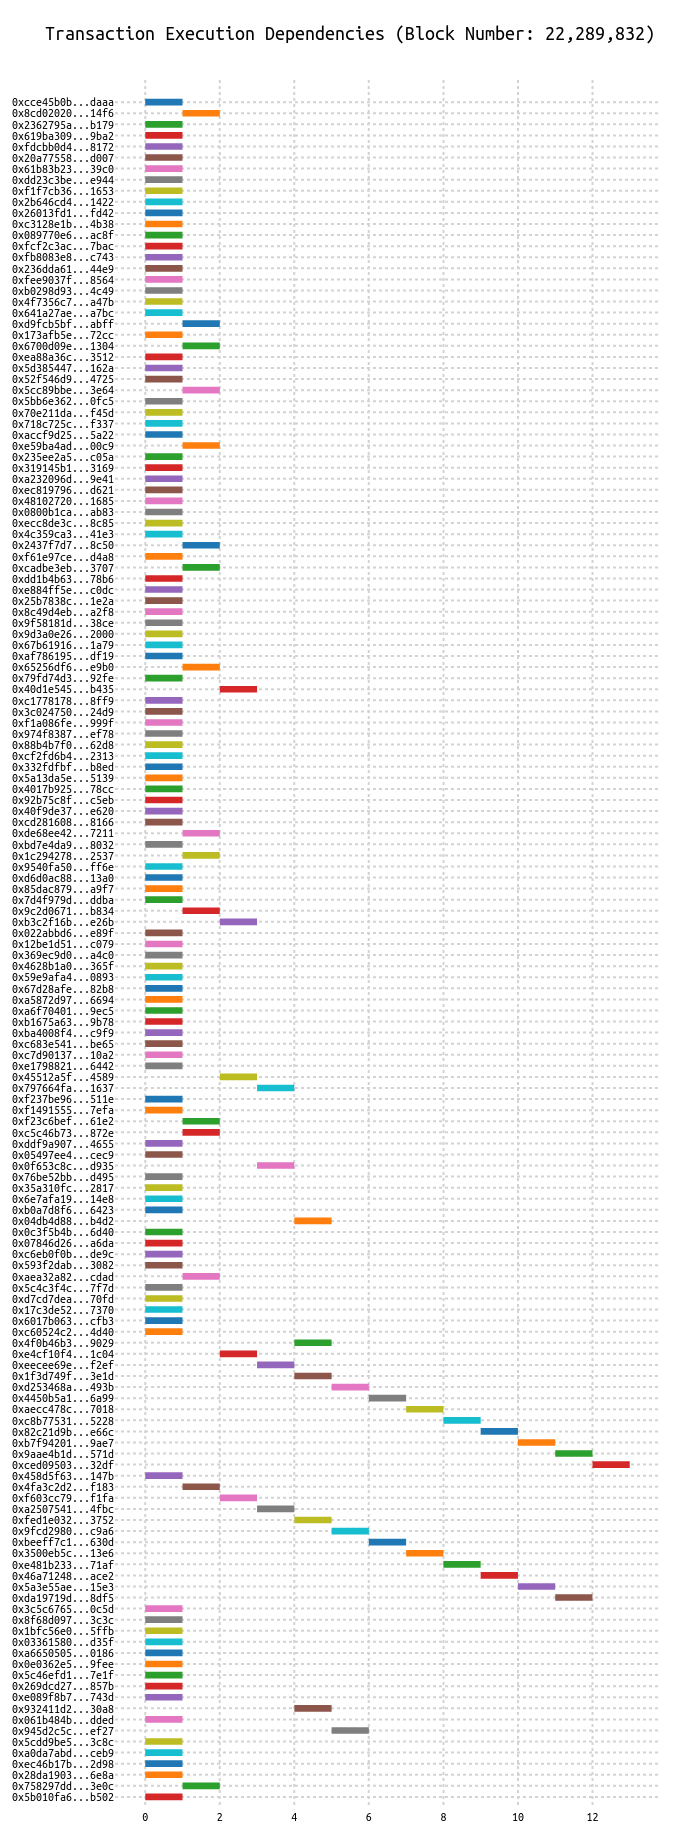 Transaction Execution Dependencies (Block Number: 22,289,832)
0xcce45b0b...daaa
0x8cd02020...14f6
0x2362795a...b179
0x619ba309...9ba2
0xfdcbb0d4...8172
0x20a77558...d007
0x61b83b23...39c0
0xdd23c3be...e944
0xf1f7cb36...1653
0x2b646cd4...1422
0x26013fd1...fd42
0xc3128e1b...4b38
0x089770e6...ac8f
0xfcf2c3ac...7bac
0xfb8083e8...c743
0x236dda61...44e9
0xfee9037f...8564
0xb0298d93...4c49
0x4f7356c7...a47b
0x641a27ae...a7bc
0xd9fcb5bf...abff
0x173afb5e...72cc
0x6700d09e...1304
0xea88a36c...3512
0x5d385447...162a
0x52f546d9...4725
0x5cc89bbe...3e64
0x5bb6e362...0fc5
0x70e211da...f45d
0x718c725c...f337
0xaccf9d25...5a22
0xe59ba4ad...00c9
0x235ee2a5...c05a
0x319145b1...3169
0xa232096d...9e41
0xec819796...d621
0x48102720...1685
0x0800b1ca...ab83
0xecc8de3c...8c85
0x4c359ca3...41e3
0x2437f7d7...8c50
0xf61e97ce...d4a8
0xcadbe3eb...3707
0xdd1b4b63...78b6
0xe884ff5e...c0dc
0x25b7838c...1e2a
0x8c49d4eb...a2f8
0x9f58181d...38ce
0x9d3a0e26...2000
0x67b61916...1a79
0xaf786195...df19
0x65256df6...e9b0
0x79fd74d3...92fe
0x40d1e545...b435
0xc1778178...8ff9
0x3c024750...24d9
0xf1a086fe...999f
0x974f8387...ef78
0x88b4b7f0...62d8
0xcf2fd6b4...2313
0x332fdfbf...b8ed
0x5a13da5e...5139
0x4017b925...78cc
0x92b75c8f...c5eb
0x40f9de37...e620
0xcd281608...8166
0xde68ee42...7211
0xbd7e4da9...8032
0x1c294278...2537
0x9540fa50...ff6e
0xd6d0ac88...13a0
0x85dac879...a9f7
0x7d4f979d...ddba
0x9c2d0671...b834
0xb3c2f16b...e26b
0x022abbd6...e89f
0x12be1d51...c079
0x369ec9d0...a4c0
0x4628b1a0...365f
0x59e9afa4...0893
0x67d28afe...82b8
0xa5872d97...6694
0xa6f70401...9ec5
0xb1675a63...9b78
0xba4008f4...c9f9
0xc683e541...be65
0xc7d90137...10a2
0xe1798821...6442
0x45512a5f...4589
0x797664fa...1637
0xf237be96...511e
0xf1491555...7efa
0xf23c6bef...61e2
0xc5c46b73...872e
0xddf9a907...4655
0x05497ee4...cec9
0x0f653c8c...d935
0x76be52bb...d495
0x35a310fc...2817
0x6e7afa19...14e8
0xb0a7d8f6...6423
0x04db4d88...b4d2
0x0c3f5b4b...6d40
0x07846d26...a6da
0xc6eb0f0b...de9c
0x593f2dab...3082
0xaea32a82...cdad
0x5c4c3f4c...7f7d
0xd7cd7dea...70fd
0x17c3de52...7370
0x6017b063...cfb3
0xc60524c2...4d40
0x4f0b46b3...9029
0xe4cf10f4...1c04
0xeecee69e...f2ef
0x1f3d749f...3e1d
0xd253468a...493b
0x4450b5a1...6a99
0xaecc478c...7018
0xc8b77531...5228
0x82c21d9b...e66c
0xb7f94201...9ae7
0x9aae4b1d...571d
0xced09503...32df
0x458d5f63...147b
0x4fa3c2d2...f183
0xf603cc79...f1fa
0xa2507541...4fbc
0xfed1e032...3752
0x9fcd2980...c9a6
0xbeeff7c1...630d
0x3500eb5c...13e6
0xe481b233...71af
0x46a71248...ace2
0x5a3e55ae...15e3
0xda19719d...8df5
0x3c5c6765...0c5d
0x8f68d097...3c3c
0x1bfc56e0...5ffb
0x03361580...d35f
0xa6650505...0186
0x0e0362e5...9fee
0x5c46efd1...7e1f
0x269dcd27...857b
0xe089f8b7...743d
0x932411d2...30a8
0x061b484b...dded
0x945d2c5c...ef27
0x5cdd9be5...3c8c
0xa0da7abd...ceb9
0xec46b17b...2d98
0x28da1903...6e8a
0x758297dd...3e0c
0x5b010fa6...b502
0 2 4 6 8 10 12